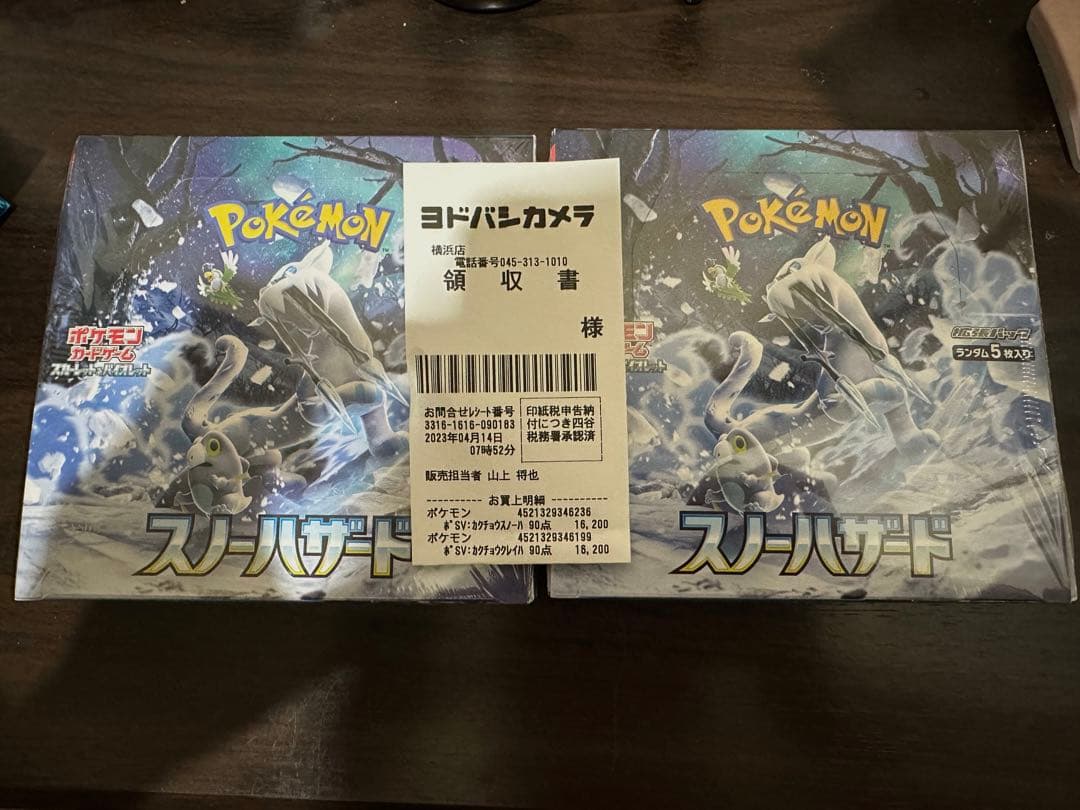 POKéMON
ポケモン
カードゲーム
スカーレット&バイオレット
スノーハザード
ヨドバシカメラ
横浜店
電話番号045-313-1010
領収書
様
お問合せﾚｼｰﾄ番号
3316-1616-090183
2023年04月14日
07時52分
印紙税申告納
付につき四谷
税務署承認済
販売担当者 山上 将也
---------- お買上明細 ----------
ポケモン 4521329346236
ﾎﾟSV:ｶｸﾁｮｳｽﾉｰﾊ 90点 16,200
ポケモン 4521329346199
ﾎﾟSV:ｶｸﾁｮｳｸﾚｲﾊ 90点 16,200
POKéMON
拡張パック
ランダム5枚入り
スノーハザード